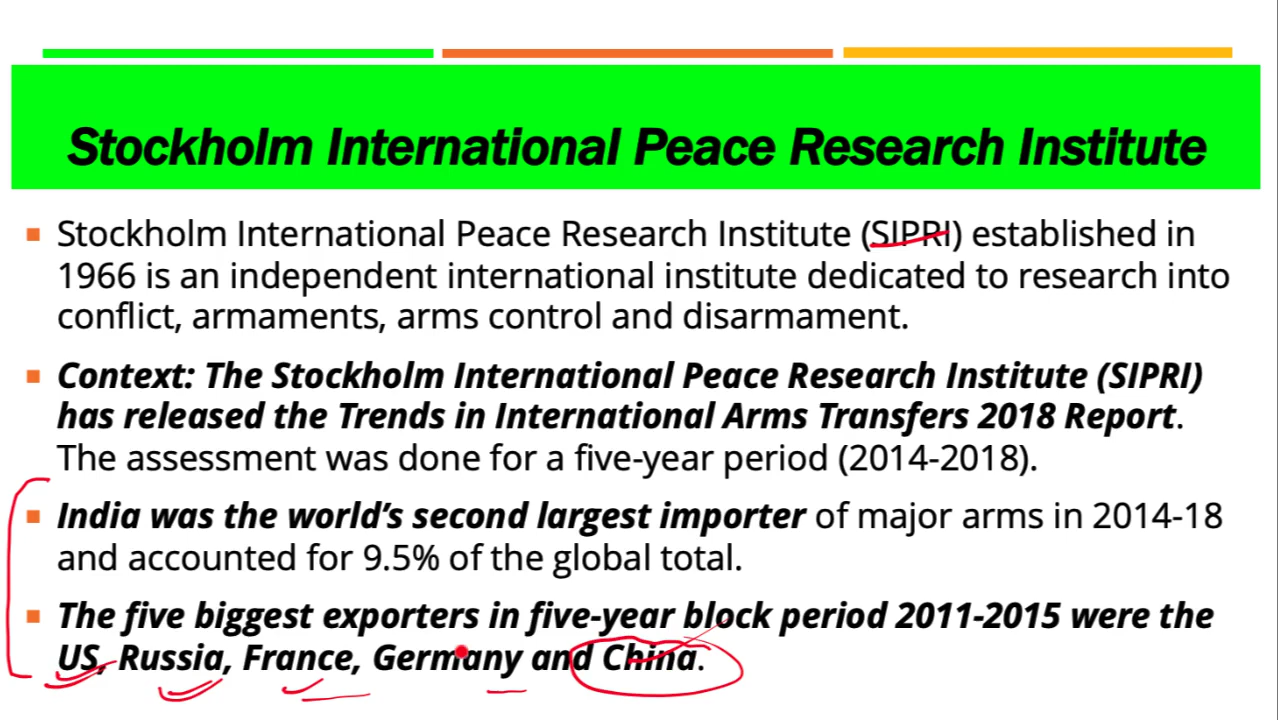 Stockholm International Peace Research Institute
Stockholm International Peace Research Institute (SIPRI) established in
1966 is an independent international institute dedicated to research into
conflict, armaments, arms control and disarmament.
Context: The Stockholm International Peace Research Institute (SIPRI)
has released the Trends in International Arms Transfers 2018 Report.
The assessment was done for a five-year period (2014-2018).
India was the world’s second largest importer of major arms in 2014-18
and accounted for 9.5% of the global total.
The five biggest exporters in five-year block period 2011-2015 were the
US, Russia, France, Germany and China.